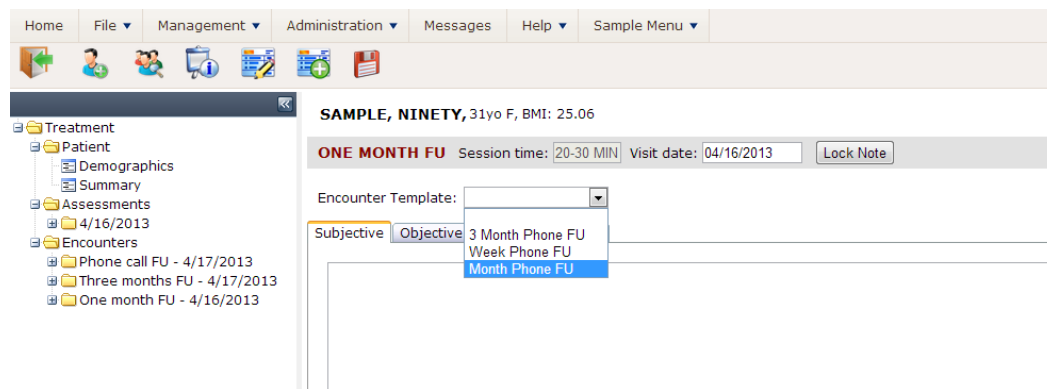 Home File Management Administration Messages Help Sample Menu
Treatment
Patient
Demographics
Summary
Assessments
4/16/2013
Encounters
Phone call FU - 4/17/2013
Three months FU - 4/17/2013
One month FU - 4/16/2013
SAMPLE, NINETY, 31yo F, BMI: 25.06
ONE MONTH FU Session time: 20-30 MIN Visit date: 04/16/2013 Lock Note
Encounter Template:
Subjective Objective
3 Month Phone FU
Week Phone FU
Month Phone FU